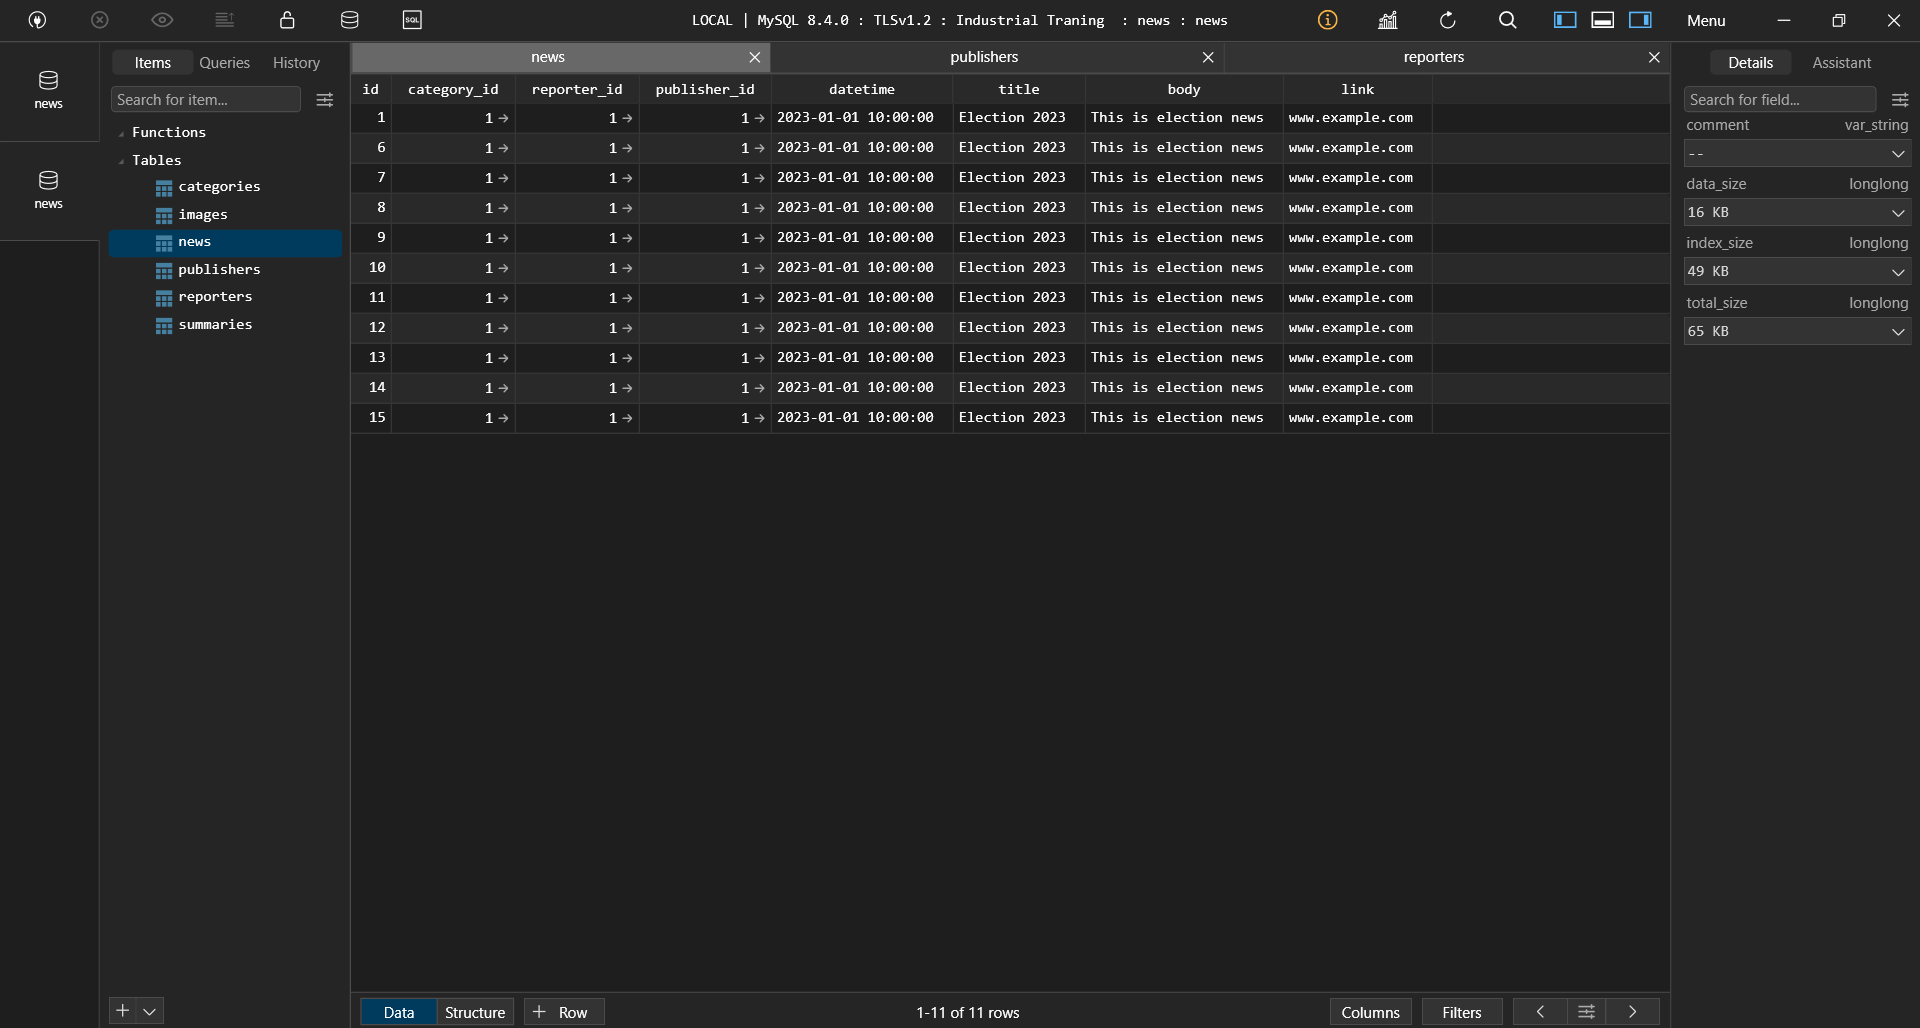 SQL
LOCAL | MySQL 8.4.0 : TLSv1.2 : Industrial Traning : news : news
Menu
news
news
Items Queries History
Search for item...
Functions
Tables
categories
images
news
publishers
reporters
summaries
news publishers reporters
id category_id reporter_id publisher_id datetime title body link
1 1 1 1 2023-01-01 10:00:00 Election 2023 This is election news www.example.com
6 1 1 1 2023-01-01 10:00:00 Election 2023 This is election news www.example.com
7 1 1 1 2023-01-01 10:00:00 Election 2023 This is election news www.example.com
8 1 1 1 2023-01-01 10:00:00 Election 2023 This is election news www.example.com
9 1 1 1 2023-01-01 10:00:00 Election 2023 This is election news www.example.com
10 1 1 1 2023-01-01 10:00:00 Election 2023 This is election news www.example.com
11 1 1 1 2023-01-01 10:00:00 Election 2023 This is election news www.example.com
12 1 1 1 2023-01-01 10:00:00 Election 2023 This is election news www.example.com
13 1 1 1 2023-01-01 10:00:00 Election 2023 This is election news www.example.com
14 1 1 1 2023-01-01 10:00:00 Election 2023 This is election news www.example.com
15 1 1 1 2023-01-01 10:00:00 Election 2023 This is election news www.example.com
Data Structure + Row 1-11 of 11 rows Columns Filters
Details Assistant
Search for field...
comment var_string
--
data_size longlong
16 KB
index_size longlong
49 KB
total_size longlong
65 KB